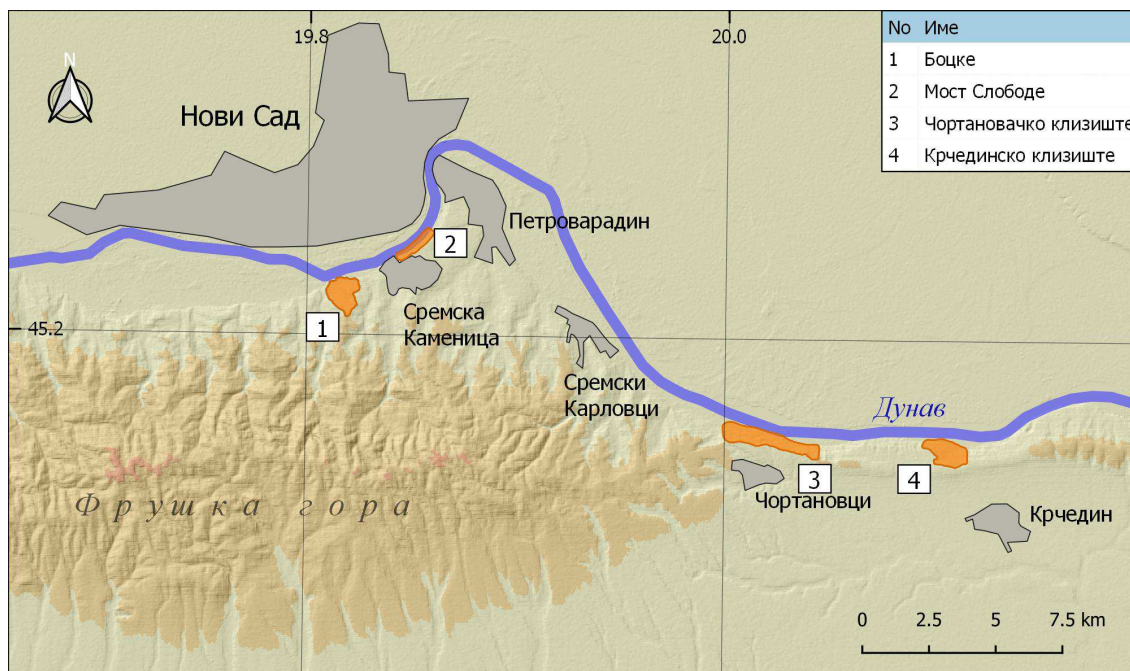 19.8
20.0
No Име
1 Боцке
2 Мост Слободе
3 Чортановачко клизиште
4 Крчединско клизиште
N
Нови Сад
Петроварадин
2
Сремска
Каменица
1
45.2
Сремски
Карловци
Дунав
3
4
Чортановци
Фрушка гора
Крчедин
0 2.5 5 7.5 km